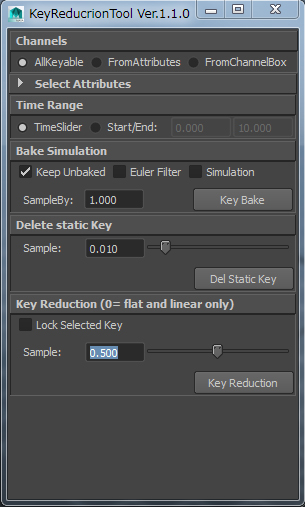 KeyReducrionTool Ver.1.1.0
Channels
AllKeyable FromAttributes FromChannelBox
Select Attributes
Time Range
TimeSlider Start/End: 0.000 10.000
Bake Simulation
Keep Unbaked Euler Filter Simulation
SampleBy: 1.000 Key Bake
Delete static Key
Sample: 0.010
Del Static Key
Key Reduction (0= flat and linear only)
Lock Selected Key
Sample: 0.500
Key Reduction